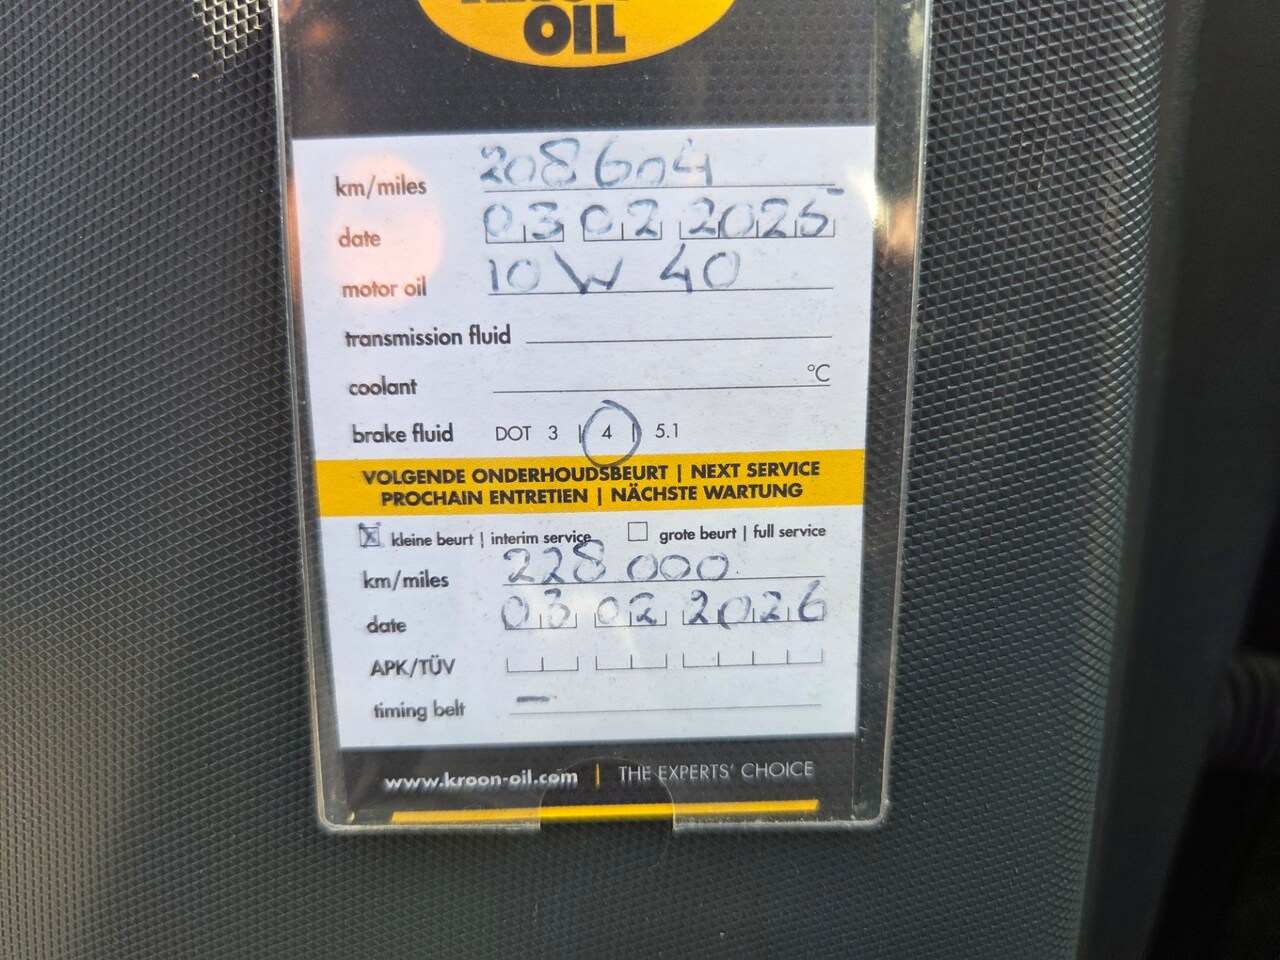 OIL
km/miles 208604
date 03 02 2025
motor oil 10 W 40
transmission fluid
coantlant °C
brake fluid DOT 3 | 4 | 5.1
VOLGENDE ONDERHOUDSBEURT | NEXT SERVICE
PROCHAIN ENTRETIEN | NÄCHSTE WARTUNG
x kleine beurt | interim service grote beurt | full service
km/miles 228 000
date 03 02 2026
APK/TÜV
timing belt –
www.kroon-oil.com | THE EXPERTS' CHOICE